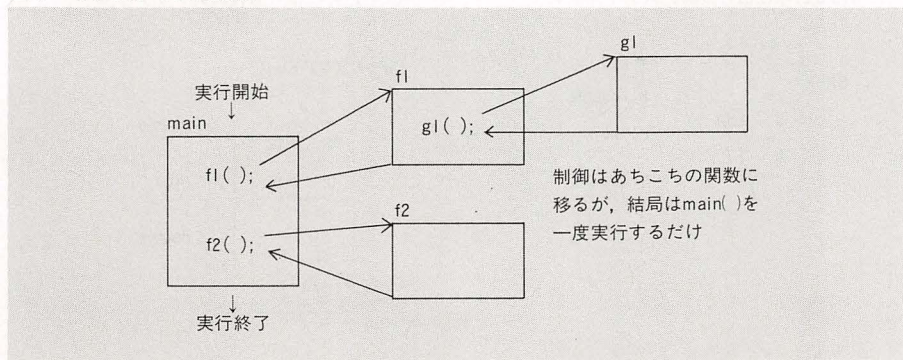 実行開始
↓
main
f1( );
f2( );
↓
実行終了
f1
g1( );
g1
f2
制御はあちこちの関数に
移るが，結局はmain( )を
一度実行するだけ